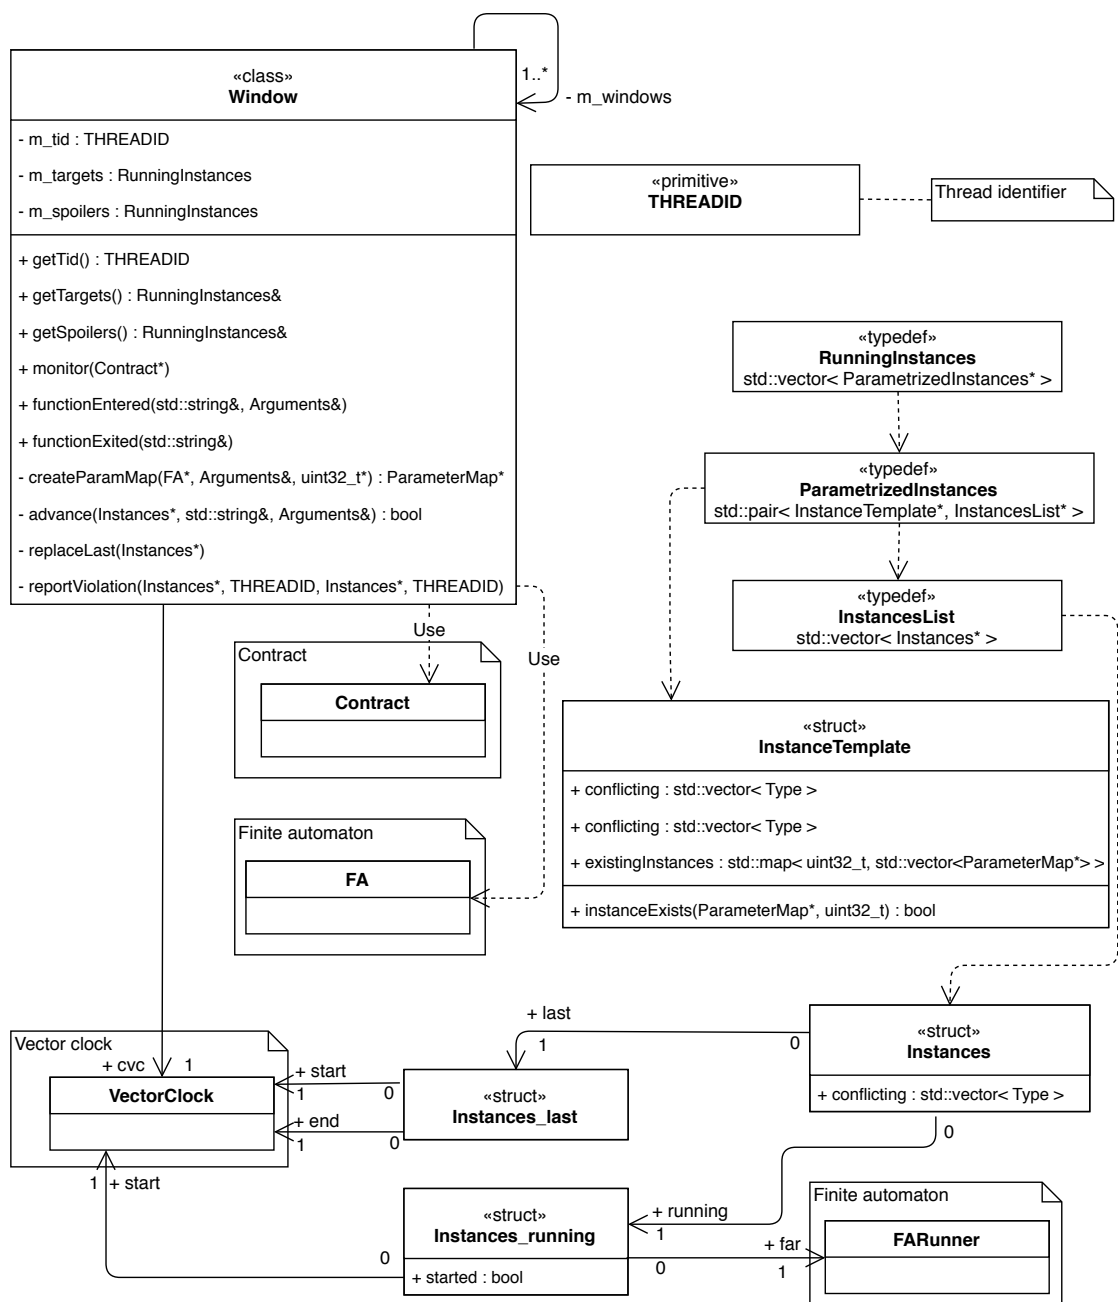 «class»
Window
1..*
- m_windows
- m_tid : THREADID
- m_targets : RunningInstances
- m_spoilers : RunningInstances
+ getTid() : THREADID
+ getTargets() : RunningInstances&
+ getSpoilers() : RunningInstances&
+ monitor(Contract*)
+ functionEntered(std::string&, Arguments&)
+ functionExited(std::string&)
- createParamMap(FA*, Arguments&, uint32_t*) : ParameterMap*
- advance(Instances*, std::string&, Arguments&) : bool
- replaceLast(Instances*)
- reportViolation(Instances*, THREADID, Instances*, THREADID)
«primitive»
THREADID
Thread identifier
«typedef»
RunningInstances
std::vector< ParametrizedInstances* >
«typedef»
ParametrizedInstances
std::pair< InstanceTemplate*, InstancesList* >
«typedef»
InstancesList
std::vector< Instances* >
Use
Use
Contract
Contract
Finite automaton
FA
«struct»
InstanceTemplate
+ conflicting : std::vector< Type >
+ conflicting : std::vector< Type >
+ existingInstances : std::map< uint32_t, std::vector<ParameterMap*> >
+ instanceExists(ParameterMap*, uint32_t) : bool
«struct»
Instances
+ conflicting : std::vector< Type >
+ last
1
0
0
Vector clock
+ cvc
1
VectorClock
+ start
1
0
+ end
1
0
«struct»
Instances_last
1
+ start
0
«struct»
Instances_running
+ started : bool
+ running
1
0
+ far
1
Finite automaton
FARunner